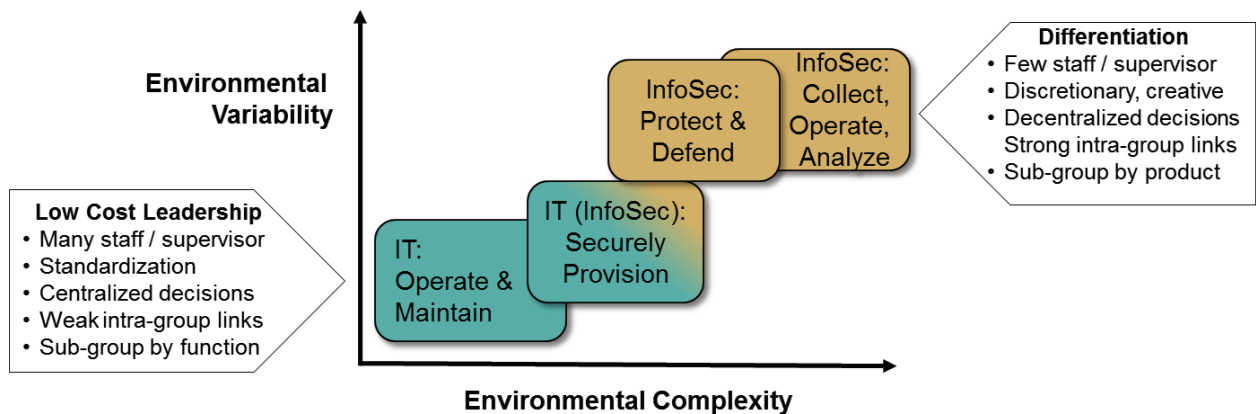 Environmental
Variability
Low Cost Leadership
• Many staff / supervisor
• Standardization
• Centralized decisions
• Weak intra-group links
• Sub-group by function
IT:
Operate &
Maintain
IT (InfoSec):
Securely
Provision
InfoSec:
Protect &
Defend
InfoSec:
Collect,
Operate,
Analyze
Differentiation
• Few staff / supervisor
• Discretionary, creative
• Decentralized decisions
Strong intra-group links
• Sub-group by product
Environmental Complexity